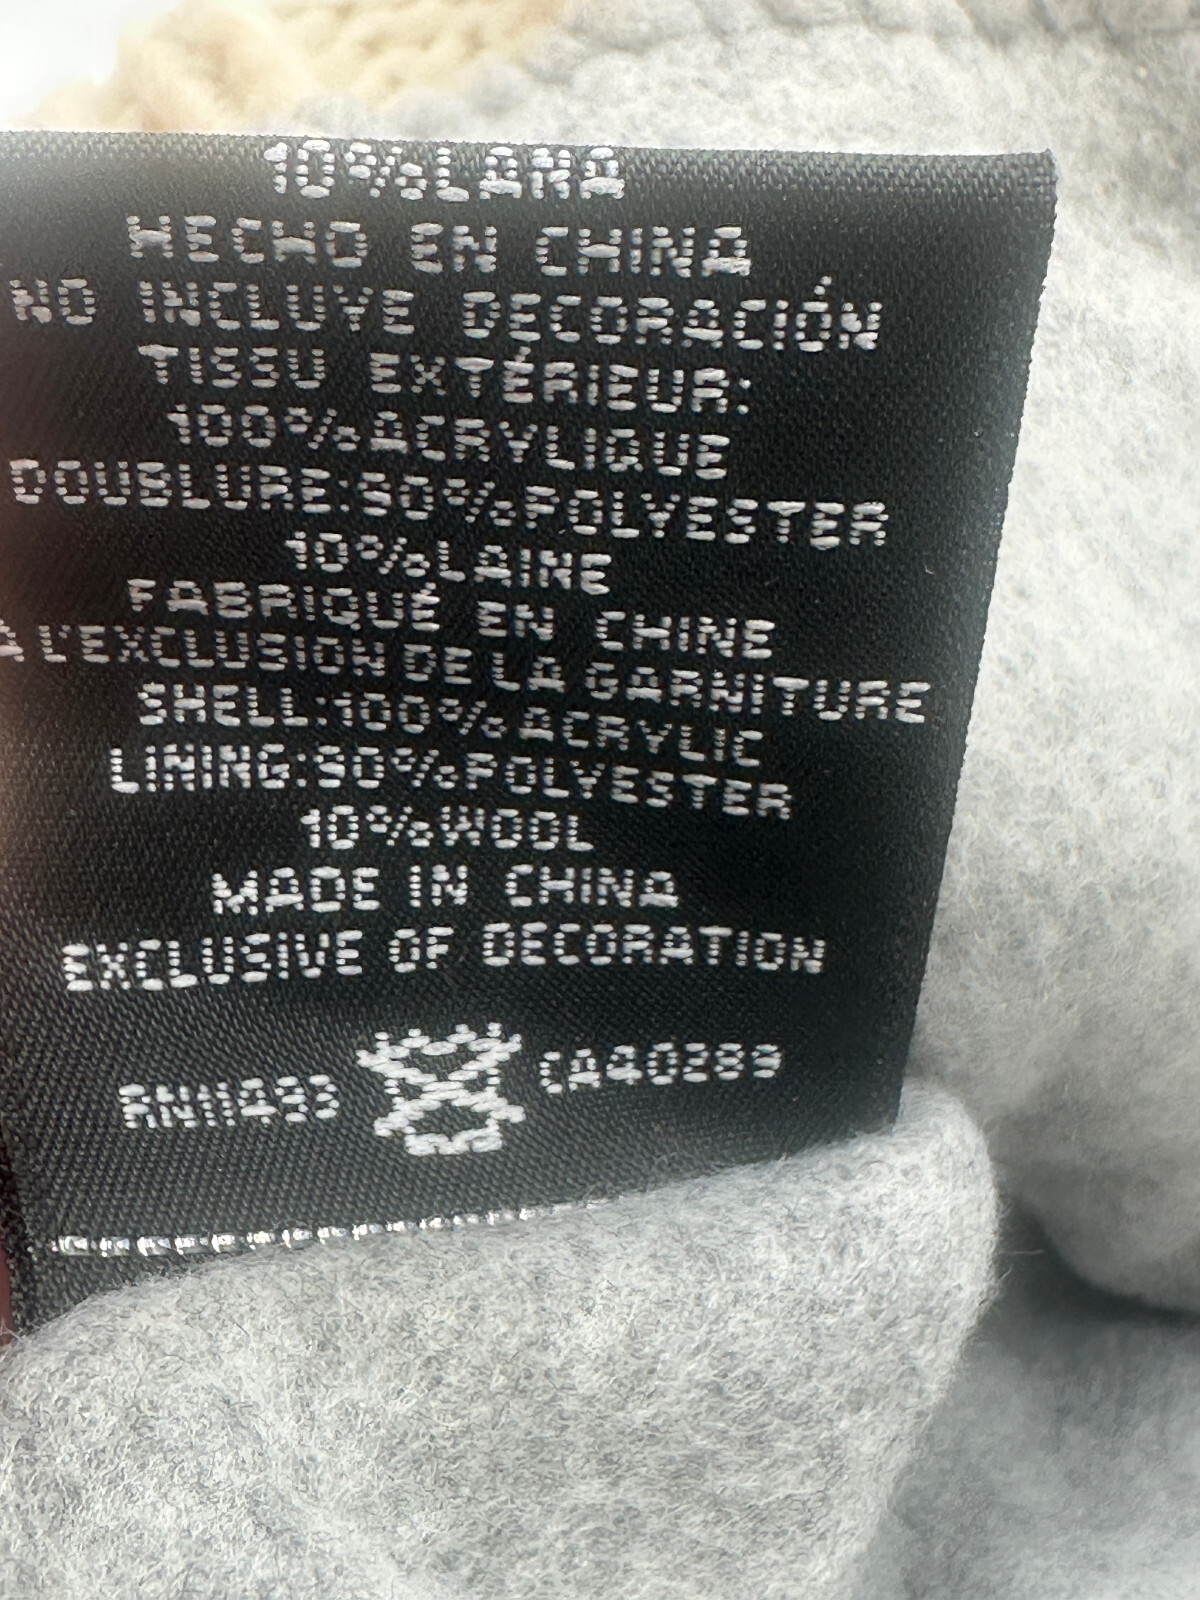 10%LANA
HECHO EN CHINA
NO INCLUYE DECORACIÓN
TISSU EXTÉRIEUR:
100%ACRYLIQUE
DOUBLURE:90%POLYESTER
10%LAINE
FABRIQUÉ EN CHINE
A L'EXCLUSION DE LA GARNITURE
SHELL:100%ACRYLIC
LINING:90%POLYESTER
10%WOOL
MADE IN CHINA
EXCLUSIVE OF DECORATION
RN11493 CA40289